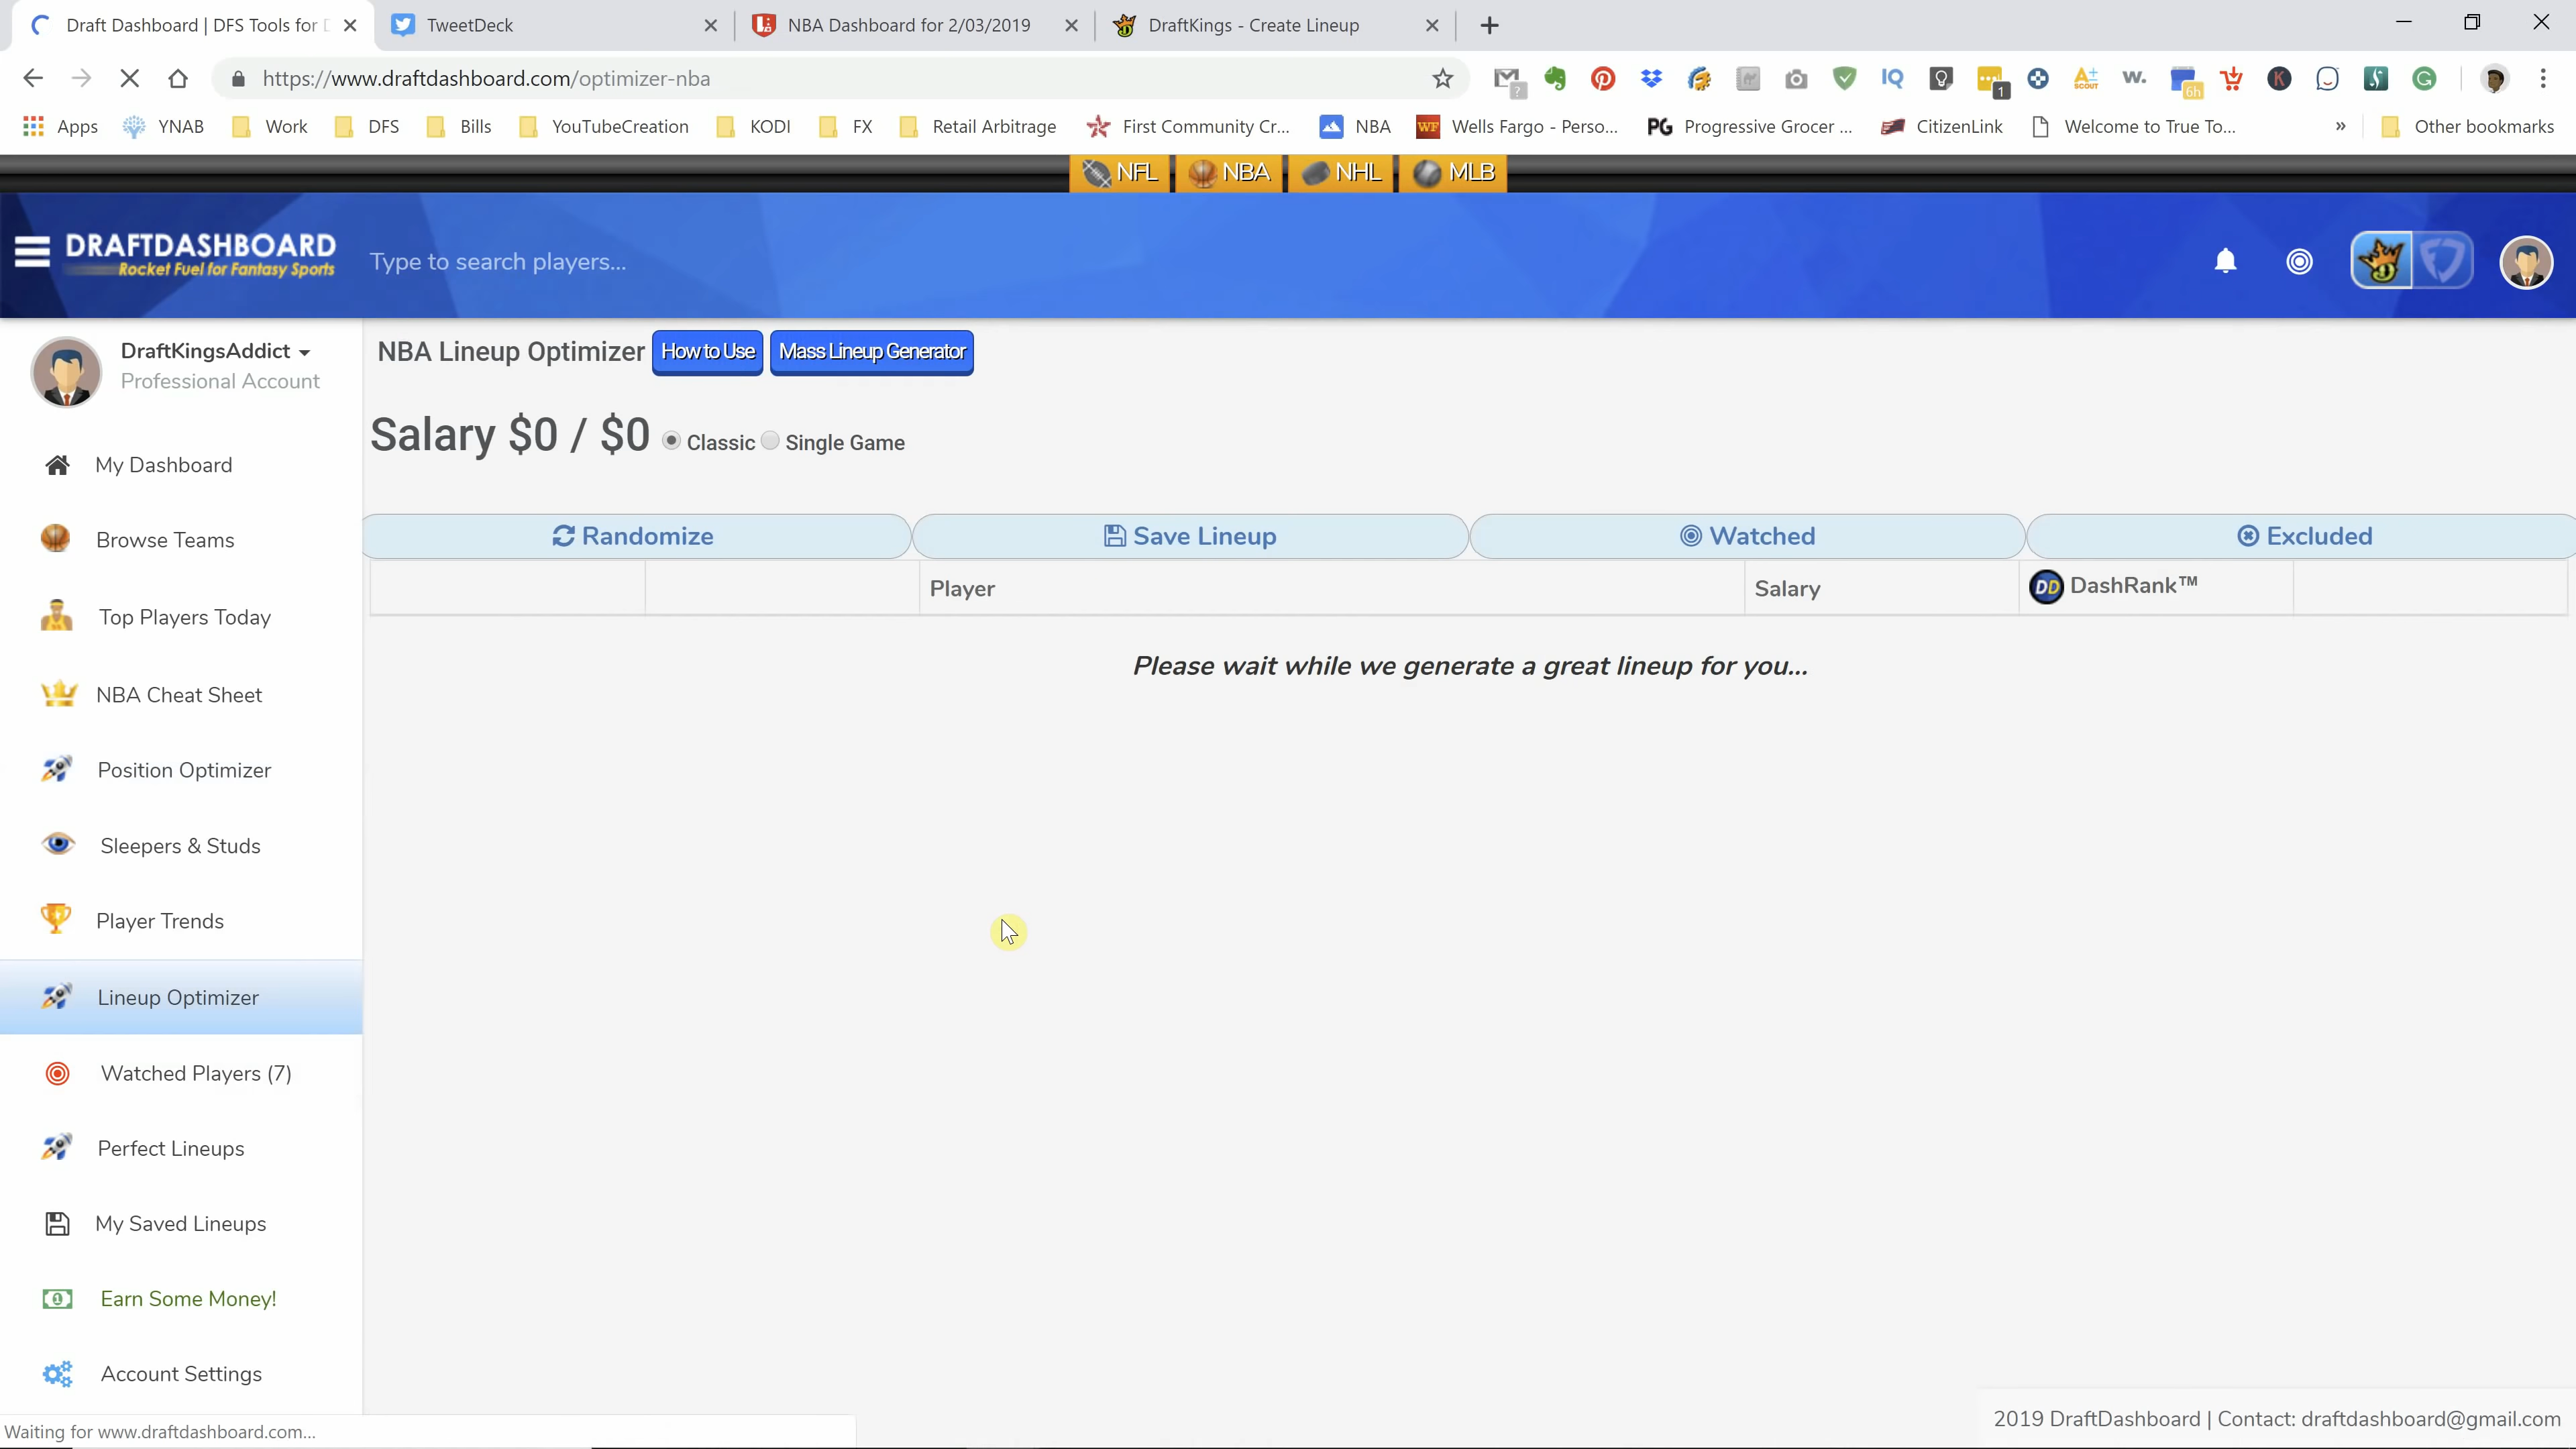 Draft Dashboard | DFS Tools for D
TweetDeck
NBA Dashboard for 2/03/2019
DraftKings - Create Lineup
https://www.draftdashboard.com/optimizer-nba
Apps
YNAB
Work
DFS
Bills
YouTubeCreation
KODI
FX
Retail Arbitrage
First Community Cr...
NBA
WF
Wells Fargo - Perso...
PG
Progressive Grocer ...
CitizenLink
Welcome to True To...
»
Other bookmarks
NFL
NBA
NHL
MLB
DRAFTDASHBOARD
Rocket Fuel for Fantasy Sports
Type to search players...
DraftKingsAddict
Professional Account
NBA Lineup Optimizer
How to Use
Mass Lineup Generator
Salary $0 / $0
Classic
Single Game
Randomize
Save Lineup
Watched
Excluded
Player
Salary
DD DashRank™
Please wait while we generate a great lineup for you...
My Dashboard
Browse Teams
Top Players Today
NBA Cheat Sheet
Position Optimizer
Sleepers & Studs
Player Trends
Lineup Optimizer
Watched Players (7)
Perfect Lineups
My Saved Lineups
Earn Some Money!
Account Settings
Waiting for www.draftdashboard.com...
2019 DraftDashboard | Contact: draftdashboard@gmail.com